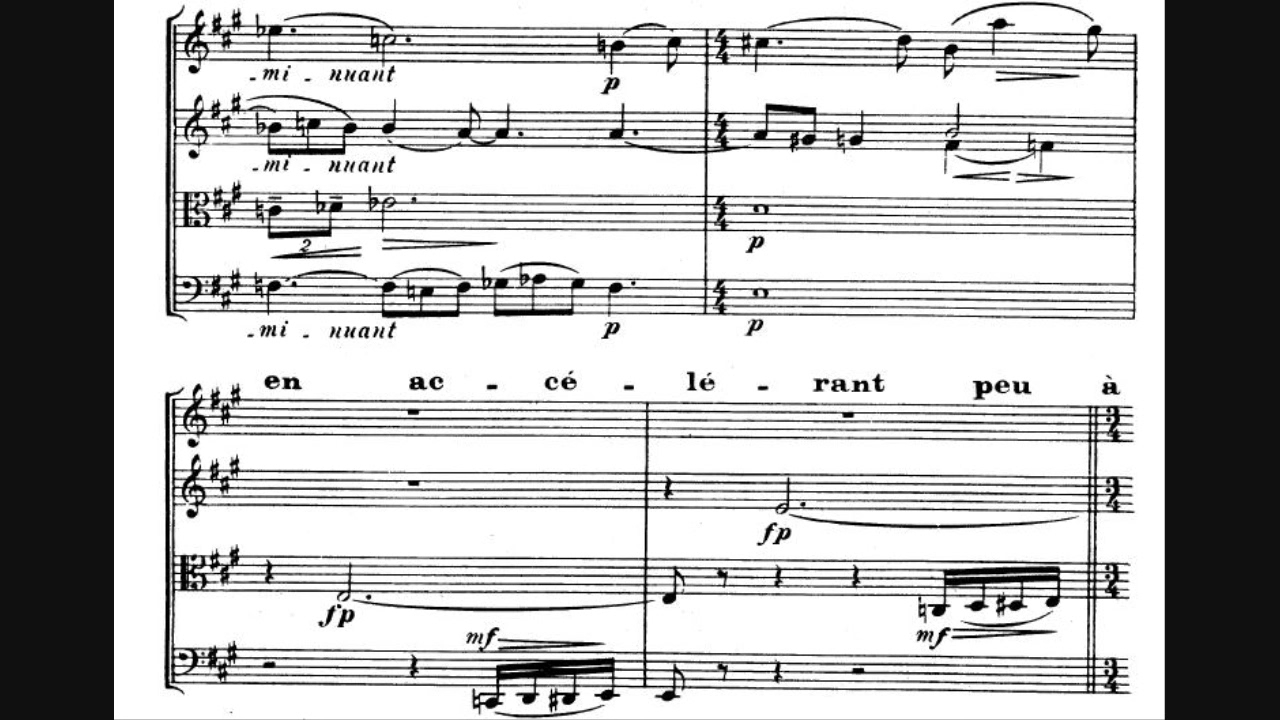 -mi - nuant
p
-mi - nuant
2
p
-mi - nuant
p
p
en ac - cé - lé - rant peu à
fp
fp
mf
mf